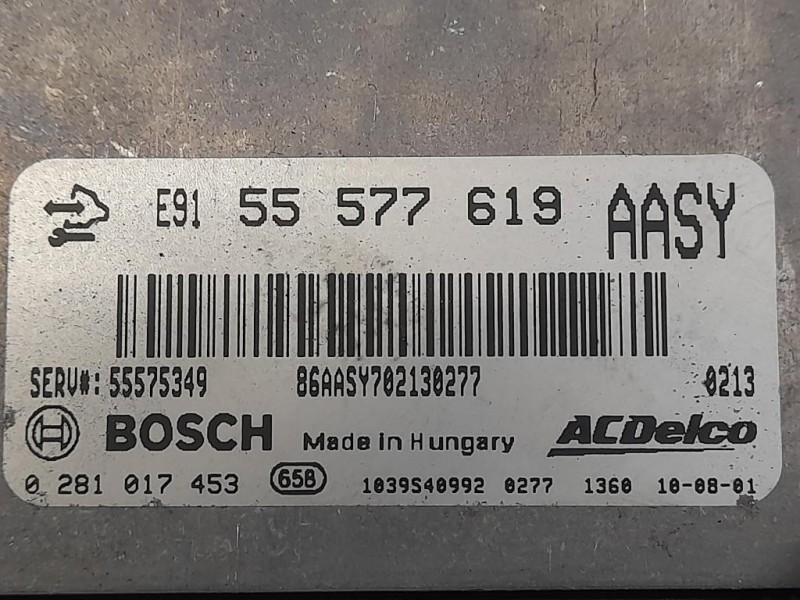 E91 55 577 619 AASY
SERV#: 55575349 86AASY702130277 0213
BOSCH Made in Hungary ACDelco
0 281 017 453 65B 1039S40992 0277 1360 10-08-01